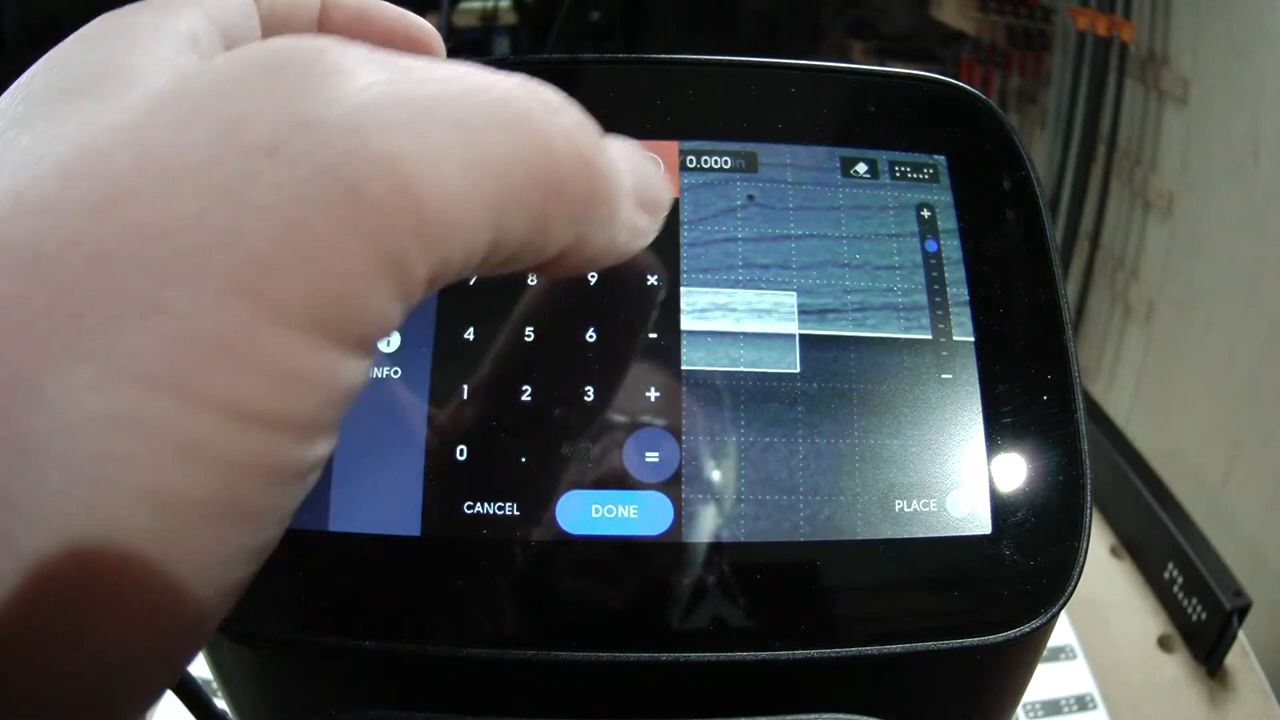 / 0.000in
7 8 9 ×
4 5 6 -
INFO
1 2 3 +
0 . =
CANCEL DONE
PLACE